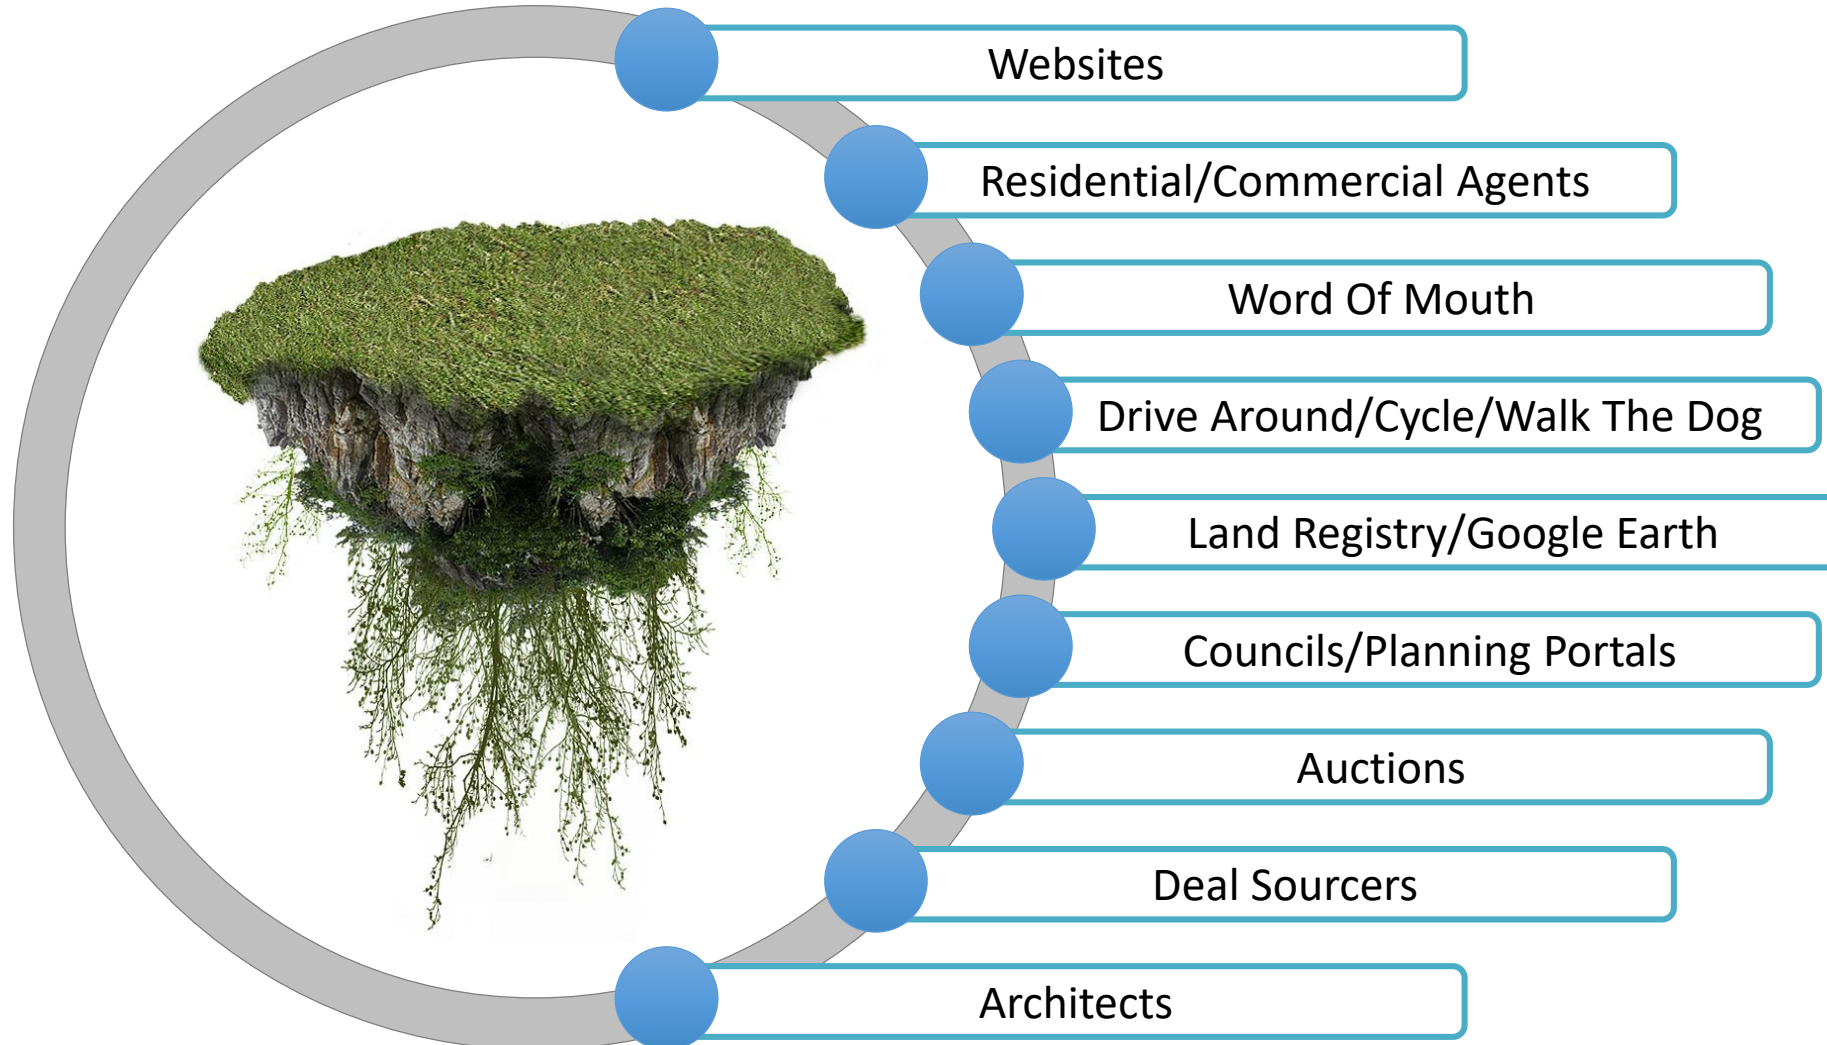 Websites
Residential/Commercial Agents
Word Of Mouth
Drive Around/Cycle/Walk The Dog
Land Registry/Google Earth
Councils/Planning Portals
Auctions
Deal Sourcers
Architects